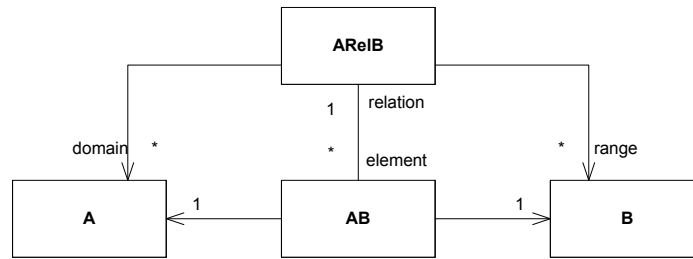 ARelB
1 relation
domain * * * range
element
A 1 AB 1 B